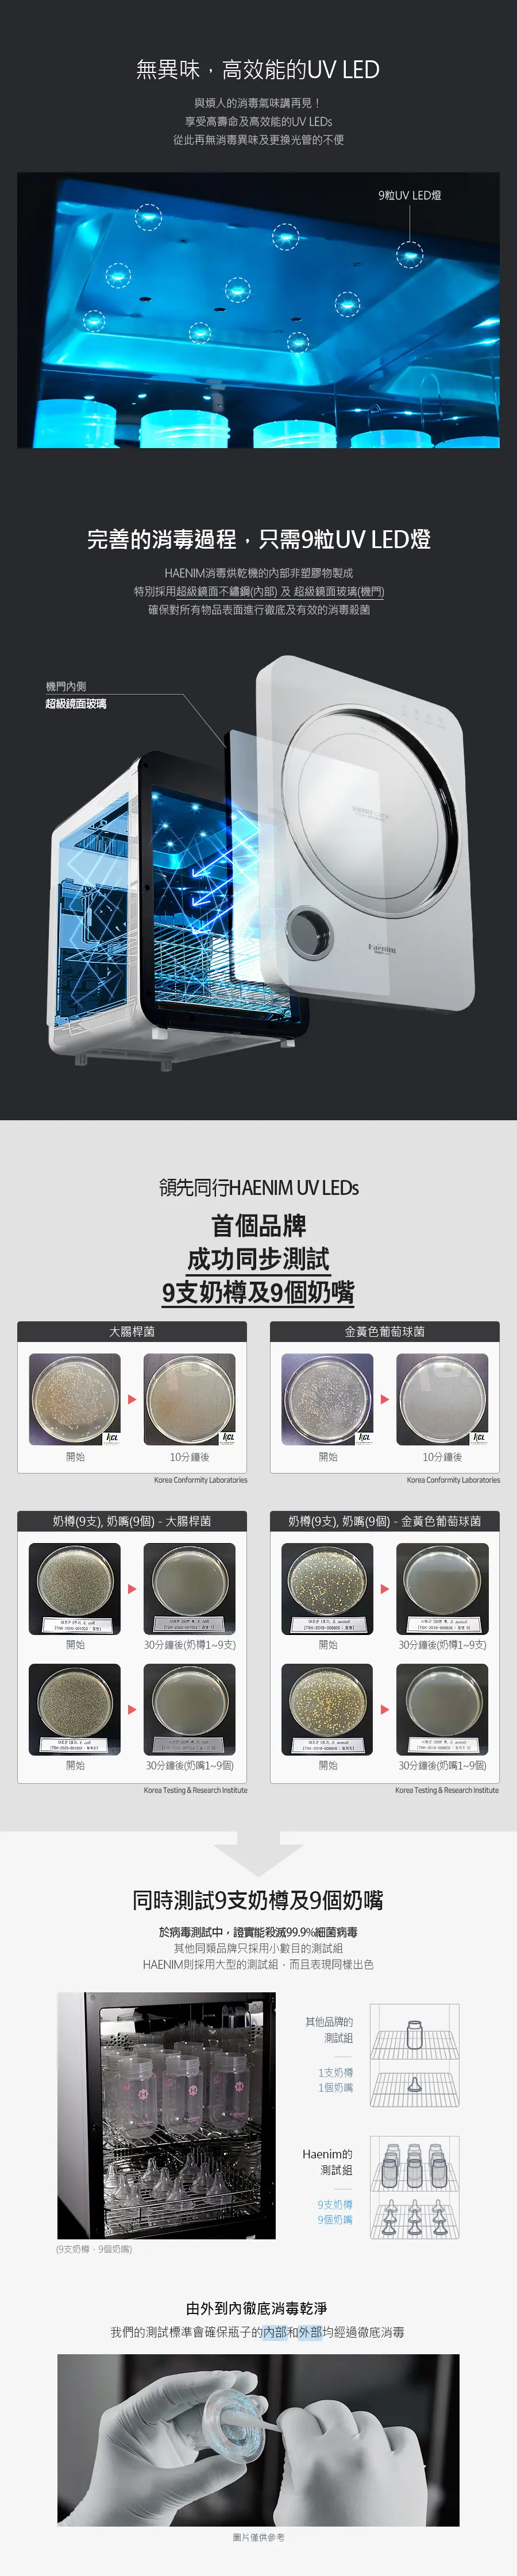 無異味，高效能的UV LED
與煩人的消毒氣味講再見！
享受高壽命及高效能的UV LEDs
從此再無消毒異味及更換光管的不便
9粒UV LED燈
完善的消毒過程，只需9粒UV LED燈
HAENIM消毒烘乾機的內部非塑膠物製成
特別採用超級鏡面不鏽鋼(內部) 及 超級鏡面玻璃(機門)
確保對所有物品表面進行徹底及有效的消毒殺菌
機門內側
超級鏡面玻璃
Haenim
領先同行HAENIM UV LEDs
首個品牌
成功同步測試
9支奶樽及9個奶嘴
大腸桿菌
KCL
KCL
開始
10分鐘後
Korea Conformity Laboratories
金黃色葡萄球菌
KCL
KCL
開始
10分鐘後
Korea Conformity Laboratories
奶樽(9支), 奶嘴(9個) - 大腸桿菌
開始
30分鐘後(奶樽1~9支)
開始
30分鐘後(奶嘴1~9個)
Korea Testing & Research Institute
奶樽(9支), 奶嘴(9個) - 金黃色葡萄球菌
開始
30分鐘後(奶樽1~9支)
開始
30分鐘後(奶嘴1~9個)
Korea Testing & Research Institute
同時測試9支奶樽及9個奶嘴
於病毒測試中，證實能殺滅99.9%細菌病毒
其他同類品牌只採用小數目的測試組
HAENIM則採用大型的測試組，而且表現同樣出色
其他品牌的
測試組
1支奶樽
1個奶嘴
Haenim的
測試組
9支奶樽
9個奶嘴
(9支奶樽，9個奶嘴)
由外到內徹底消毒乾淨
我們的測試標準會確保瓶子的內部和外部均經過徹底消毒
圖片僅供參考